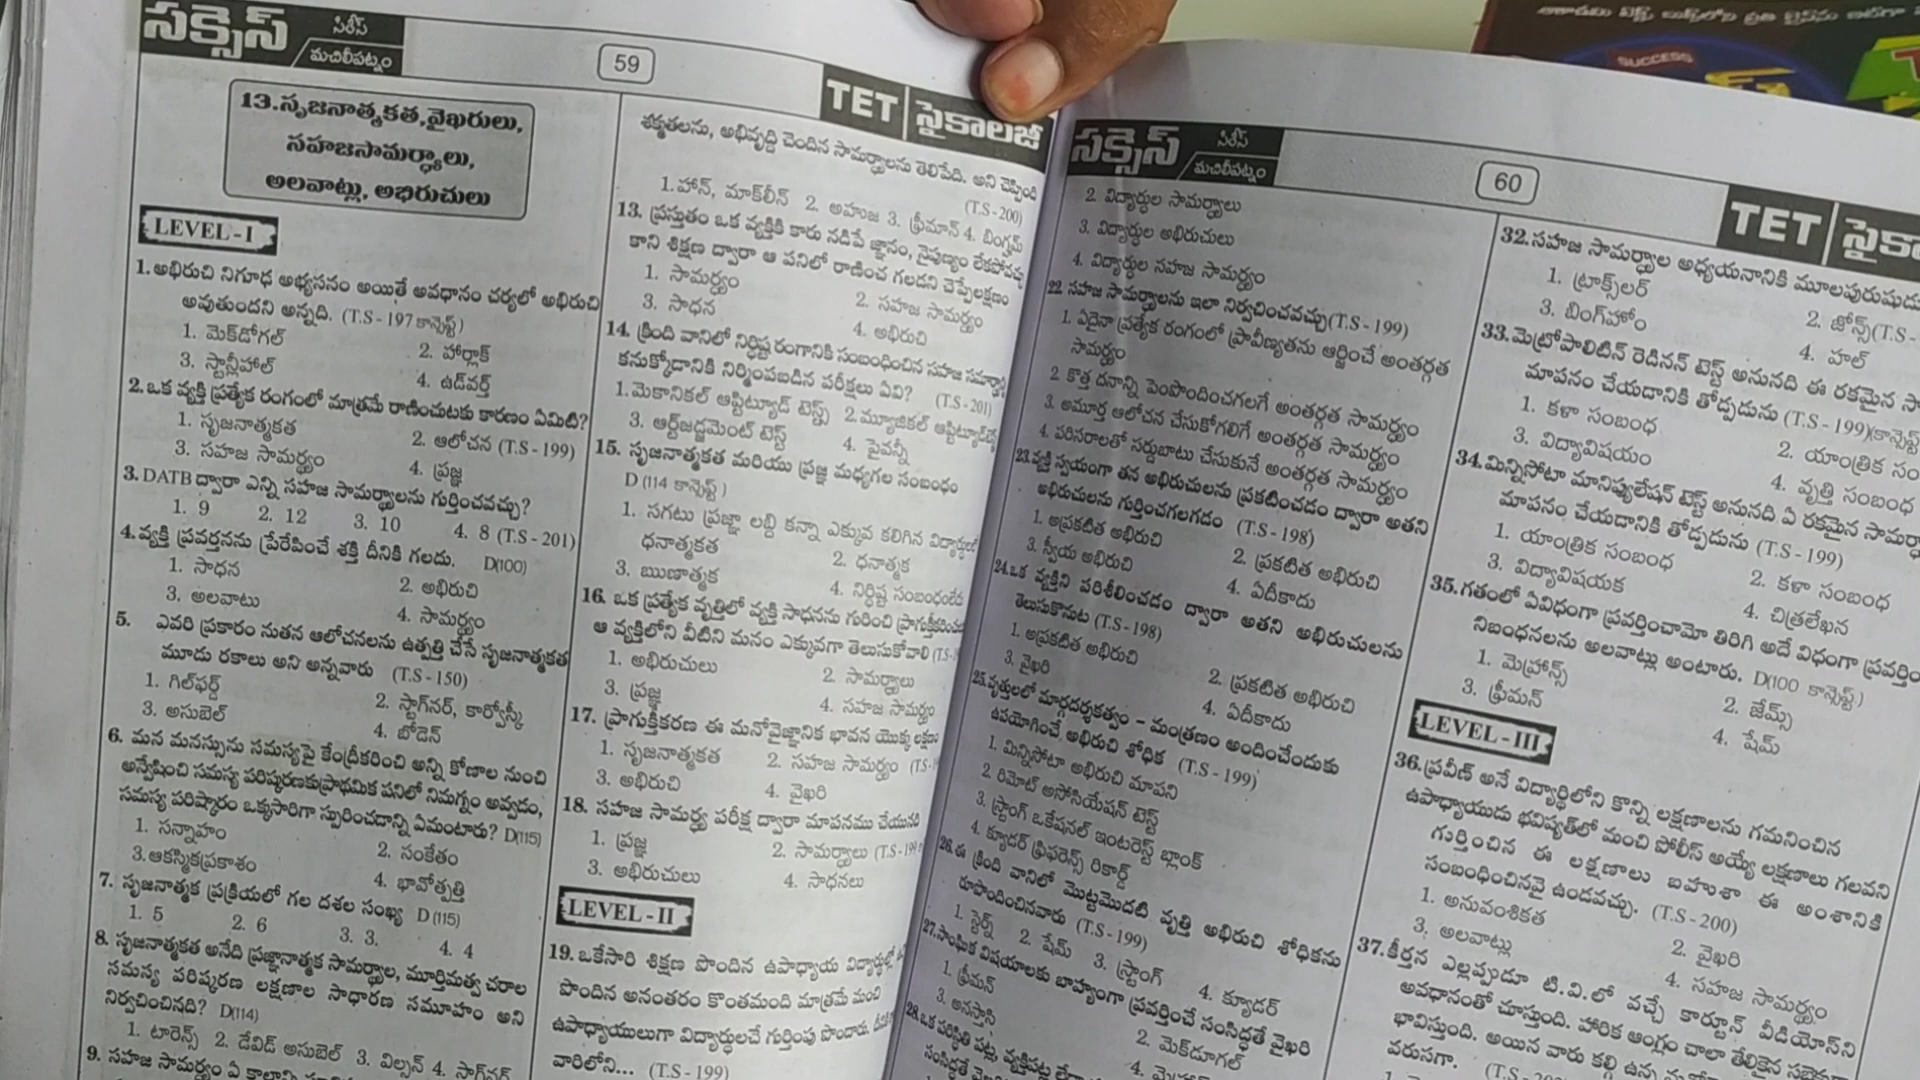 సక్సెస్ సిరీస్ మచిలీపట్నం
59
TET సైకాలజీ
13.సృజనాత్మకత,వైఖరులు,
సహజసామర్థ్యాలు,
అలవాట్లు, అభిరుచులు
LEVEL-I
1.అభిరుచి నిగూఢ అభ్యసనం అయితే అవధానం చర్యలో అభిరుచి
అవుతుందని అన్నది. (T.S - 197 కాన్సెప్ట్)
1. మెక్‌డోగల్ 2. హార్లాక్
3. స్టాన్లీహాల్ 4. ఉడ్‌వర్త్
2.ఒక వ్యక్తి ప్రత్యేక రంగంలో మాత్రమే రాణించుటకు కారణం ఏమిటి?
1. సృజనాత్మకత 2. ఆలోచన (T.S - 199)
3. సహజ సామర్థ్యం 4. ప్రజ్ఞ
3.DATB ద్వారా ఎన్ని సహజ సామర్థ్యాలను గుర్తించవచ్చు?
1. 9 2. 12 3. 10 4. 8 (T.S - 201)
4.వ్యక్తి ప్రవర్తనను ప్రేరేపించే శక్తి దీనికి గలదు. D(100)
1. సాధన 2. అభిరుచి
3. అలవాటు 4. సామర్థ్యం
5. ఎవరి ప్రకారం నుతన ఆలోచనలను ఉత్పత్తి చేసే సృజనాత్మకత
మూడు రకాలు అని అన్నవారు (T.S - 150)
1. గిల్‌ఫర్డ్ 2. స్టాగ్‌నర్, కార్వోస్కీ
3. అసుబెల్ 4. బోడెన్
6. మన మనస్సును సమస్యపై కేంద్రీకరించి అన్ని కోణాల నుంచి
అన్వేషించి సమస్య పరిష్కరణకుప్రాథమిక పనిలో నిమగ్నం అవ్వడం,
సమస్య పరిష్కారం ఒక్కసారిగా స్పురించడాన్ని ఏమంటారు? D(115)
1. సన్నాహం 2. సంకేతం
3.ఆకస్మికప్రకాశం 4. భావోత్పత్తి
7. సృజనాత్మక ప్రక్రియలో గల దశల సంఖ్య D (115)
1. 5 2. 6 3. 3. 4. 4
8. సృజనాత్మకత అనేది ప్రజ్ఞానాత్మక సామర్థ్యాల, మూర్తిమత్వ చరాల
సమస్య పరిష్కరణ లక్షణాల సాధారణ సమూహం అని
నిర్వచించినది? D(114)
1. టారెన్స్ 2. డేవిడ్ అసుబెల్ 3. విల్సన్ 4. స్టాగ్‌నర్
9. సహజ సామర్థ్యం ఏ
శక్మతలను, అభివృద్ధి చెందిన సామర్థ్యాలను తెలిపేది. అని చెప్పింది
(T.S - 200)
1.హాన్, మాక్‌లీన్ 2. అహుజ 3. ఫ్రీమాన్ 4. బింగ్హమ్
13. ప్రస్తుతం ఒక వ్యక్తికి కారు నడిపే జ్ఞానం, నైపుణ్యం
కాని శిక్షణ ద్వారా ఆ పనిలో రాణించ గలదని చెప్పేలక్షణం
1. సామర్థ్యం 2. సహజ సామర్థ్యం
3. సాధన 4. అభిరుచి
14. క్రింది వానిలో నిర్ధిష్ట రంగానికి సంబంధించిన సహజ
కనుక్కోడానికి నిర్మింపబడిన పరీక్షలు ఏవి? (T.S - 201)
1.మెకానికల్ ఆప్టిట్యూడ్ టెస్ట్స్ 2.మ్యూజికల్
3. ఆర్ట్‌జడ్జ్‌మెంట్ టెస్ట్ 4. పైవన్నీ
15. సృజనాత్మకత మరియు ప్రజ్ఞ మధ్యగల సంబంధం
D (114 కాన్సెప్ట్)
1. సగటు ప్రజ్ఞా లబ్ది కన్నా ఎక్కువ కలిగిన
ధనాత్మకత 2. ధనాత్మక
3. ఋణాత్మక 4. నిర్ధిష్ట సంబంధంలేదు
16. ఒక ప్రత్యేక వృత్తిలో వ్యక్తి సాధనను గురించి
ఆ వ్యక్తిలోని వీటిని మనం ఎక్కువగా తెలుసుకోవాలి
1. అభిరుచులు 2. సామర్థ్యాలు
3. ప్రజ్ఞ 4. సహజ సామర్థ్యం
17. ప్రాగుక్తీకరణ ఈ మనోవైజ్ఞానిక భావన యొక్క
1. సృజనాత్మకత 2. సహజ సామర్థ్యం
3. అభిరుచి 4. వైఖరి
18. సహజ సామర్థ్య పరీక్ష ద్వారా మాపనము చేయునది
1. ప్రజ్ఞ 2. సామర్థ్యాలు (T.S - 199
3. అభిరుచులు 4. సాధనలు
LEVEL-II
19. ఒకేసారి శిక్షణ పొందిన ఉపాధ్యాయ విద్యార్థుల్లో
పొందిన అనంతరం కొంతమంది మాత్రమే మంచి
ఉపాధ్యాయులుగా విద్యార్థులచే గుర్తింపు పొందారు.
వారిలోని... (T.S - 199)
సక్సెస్ సిరీస్ మచిలీపట్నం
60
TET
2. విద్యార్థుల సామర్థ్యాలు
3. విద్యార్థుల అభిరుచులు
4. విద్యార్థుల సహజ సామర్థ్యం
22. సహజ సామర్థ్యాలను ఇలా నిర్వచించవచ్చు(T.S - 199)
1. ఏదైనా ప్రత్యేక రంగంలో ప్రావీణ్యతను ఆర్జించే అంతర్గత
సామర్థ్యం
2. కొత్త దనాన్ని పెంపొందించగలగే అంతర్గత సామర్థ్యం
3. అమూర్త ఆలోచన చేసుకోగలిగే అంతర్గత సామర్థ్యం
4. పరిసరాలతో సర్దుబాటు చేసుకునే అంతర్గత సామర్థ్యం
23.వ్యక్తి స్వయంగా తన అభిరుచులను ప్రకటించడం ద్వారా అతని
అభిరుచులను గుర్తించగలగడం (T.S - 198)
1. అప్రకటిత అభిరుచి 2. ప్రకటిత అభిరుచి
3. స్వీయ అభిరుచి 4. ఏదీకాదు
24.ఒక వ్యక్తిని పరిశీలించడం ద్వారా అతని అభిరుచులను
తెలుసుకొనుట (T.S - 198)
1. అప్రకటిత అభిరుచి 2. ప్రకటిత అభిరుచి
3. వైఖరి 4. ఏదీకాదు
25.వృత్తులలో మార్గదర్శకత్వం - మంత్రణం అందించేందుకు
ఉపయోగించే అభిరుచి శోధిక (T.S - 199)
1. మిన్నిసోటా అభిరుచి మాపని
2. రిమోట్ అసోసియేషన్ టెస్ట్
3. స్ట్రాంగ్ ఒకేషనల్ ఇంటరెస్ట్ బ్లాంక్
4. క్యూదర్ ప్రిఫరెన్స్ రికార్డ్
26.ఈ క్రింది వానిలో మొట్టమొదటి వృత్తి అభిరుచి శోధికను
రూపొందించినవారు (T.S - 199)
1. స్టెర్న్ 2. షేమ్ 3. స్ట్రాంగ్ 4. క్యూదర్
27.సాంఘిక విషయాలకు బాహ్యంగా ప్రవర్తించే సంసిద్ధతే వైఖరి
1. ఫ్రీమన్ 2. మెక్‌డూగల్
3. అనస్తాసి
28.ఒక పరిస్థితి పట్ల, వ్యక్తిపట్ల
32.సహజ సామర్థ్యాల అధ్యయనానికి మూలపురుషుడు
1. ట్రాక్స్‌లర్ 2. జోన్స్(T.S -
3. బింగ్‌హోం 4. హల్
33.మెట్రోపాలిటిన్ రెడినన్ టెస్ట్ అనునది ఈ రకమైన
మాపనం చేయడానికి తోడ్పడును (T.S - 199)(కాన్సెప్ట్
1. కళా సంబంధ 2. యాంత్రిక
3. విద్యావిషయం 4. వృత్తి సంబంధ
34.మిన్నిసోటా మానిప్యులేషన్ టెస్ట్ అనునది ఏ రకమైన
మాపనం చేయడానికి తోడ్పడును (T.S - 199)
1. యాంత్రిక సంబంధ 2. కళా సంబంధ
3. విద్యావిషయక 4. చిత్రలేఖన
35.గతంలో ఏవిధంగా ప్రవర్తించామో తిరిగి అదే విధంగా
నిబంధనలను అలవాట్లు అంటారు. D(100 కాన్సెప్ట్.)
1. మెహ్రాన్స్ 2. జేమ్స్
3. ఫ్రీమన్ 4. షేమ్
LEVEL-III
36.ప్రవీణ్ అనే విద్యార్థిలోని కొన్ని లక్షణాలను గమనించిన
ఉపాధ్యాయుడు భవిష్యత్‌లో మంచి పోలీస్ అయ్యే లక్షణాలు గలవని
గుర్తించిన ఈ లక్షణాలు బహుశా ఈ అంశానికి
సంబంధించినవై ఉండవచ్చు. (T.S - 200)
1. అనువంశికత 2. వైఖరి
3. అలవాట్లు 4. సహజ సామర్థ్యం
37.కీర్తన ఎల్లప్పుడూ టి.వి.లో వచ్చే కార్టూన్ వీడియోస్‌ని
అవధానంతో చూస్తుంది. హారిక ఆంగ్లం చాలా తేలికైన
భావిస్తుంది. అయిన వారు కల్గి ఉన్న
వరుసగా.
SUCCESS